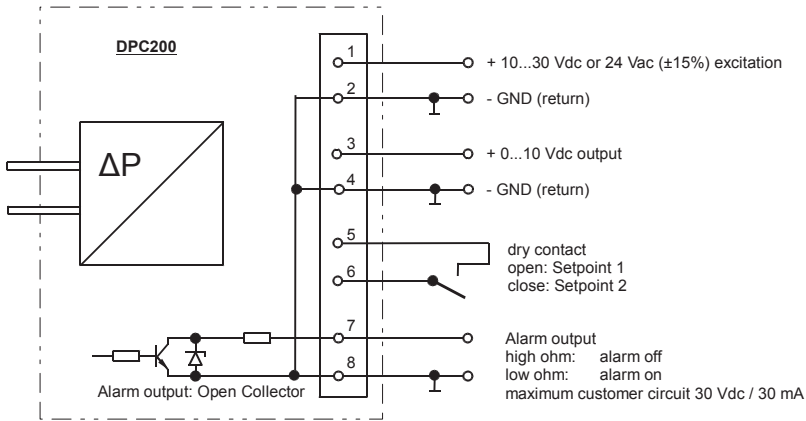 DPC200
ΔP
1
+ 10...30 Vdc or 24 Vac (±15%) excitation
2
- GND (return)
3
+ 0...10 Vdc output
4
- GND (return)
5
dry contact
open: Setpoint 1
close: Setpoint 2
6
7
Alarm output
high ohm: alarm off
low ohm: alarm on
maximum customer circuit 30 Vdc / 30 mA
8
Alarm output: Open Collector